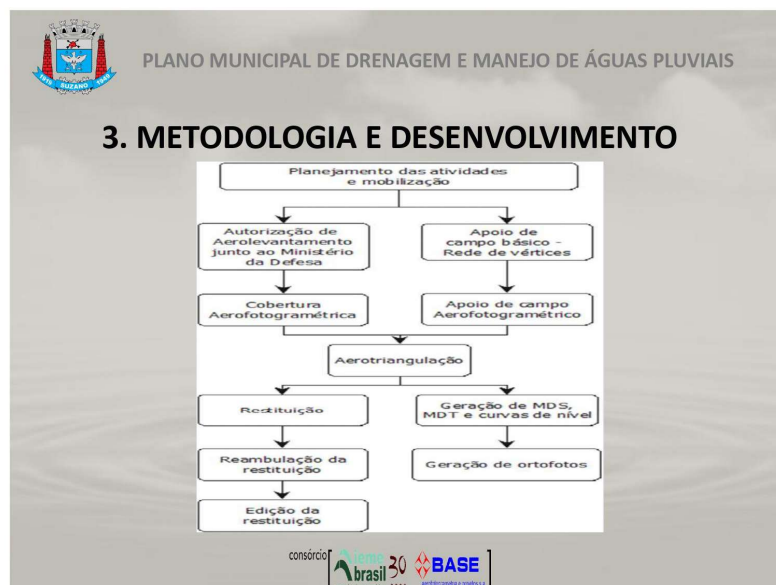 PLANO MUNICIPAL DE DRENAGEM E MANEJO DE ÁGUAS PLUVIAIS
1919 SUZANO 1949
3. METODOLOGIA E DESENVOLVIMENTO
Planejamento das atividades
e mobilização
Autorização de
Aerolevantamento
junto ao Ministério
da Defesa
Apoio de
campo básico -
Rede de vértices
Cobertura
Aerofotogramétrica
Apoio de campo
Aerofotogramétrico
Aerotriangulação
Restituição
Geração de MDS,
MDT e curvas de nível
Reambulação da
restituição
Geração de ortofotos
Edição da
restituição
consórcio
ieme
brasil 30
BASE